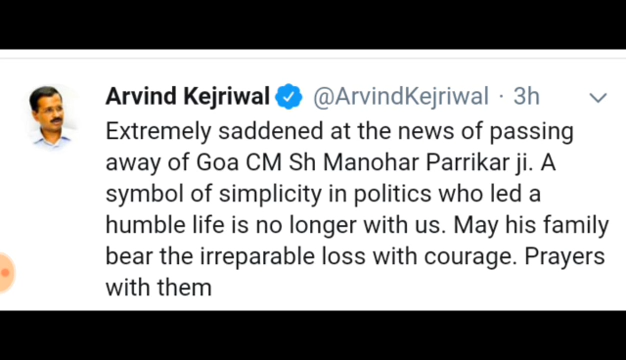 Arvind Kejriwal @ArvindKejriwal · 3h
Extremely saddened at the news of passing
away of Goa CM Sh Manohar Parrikar ji. A
symbol of simplicity in politics who led a
humble life is no longer with us. May his family
bear the irreparable loss with courage. Prayers
with them